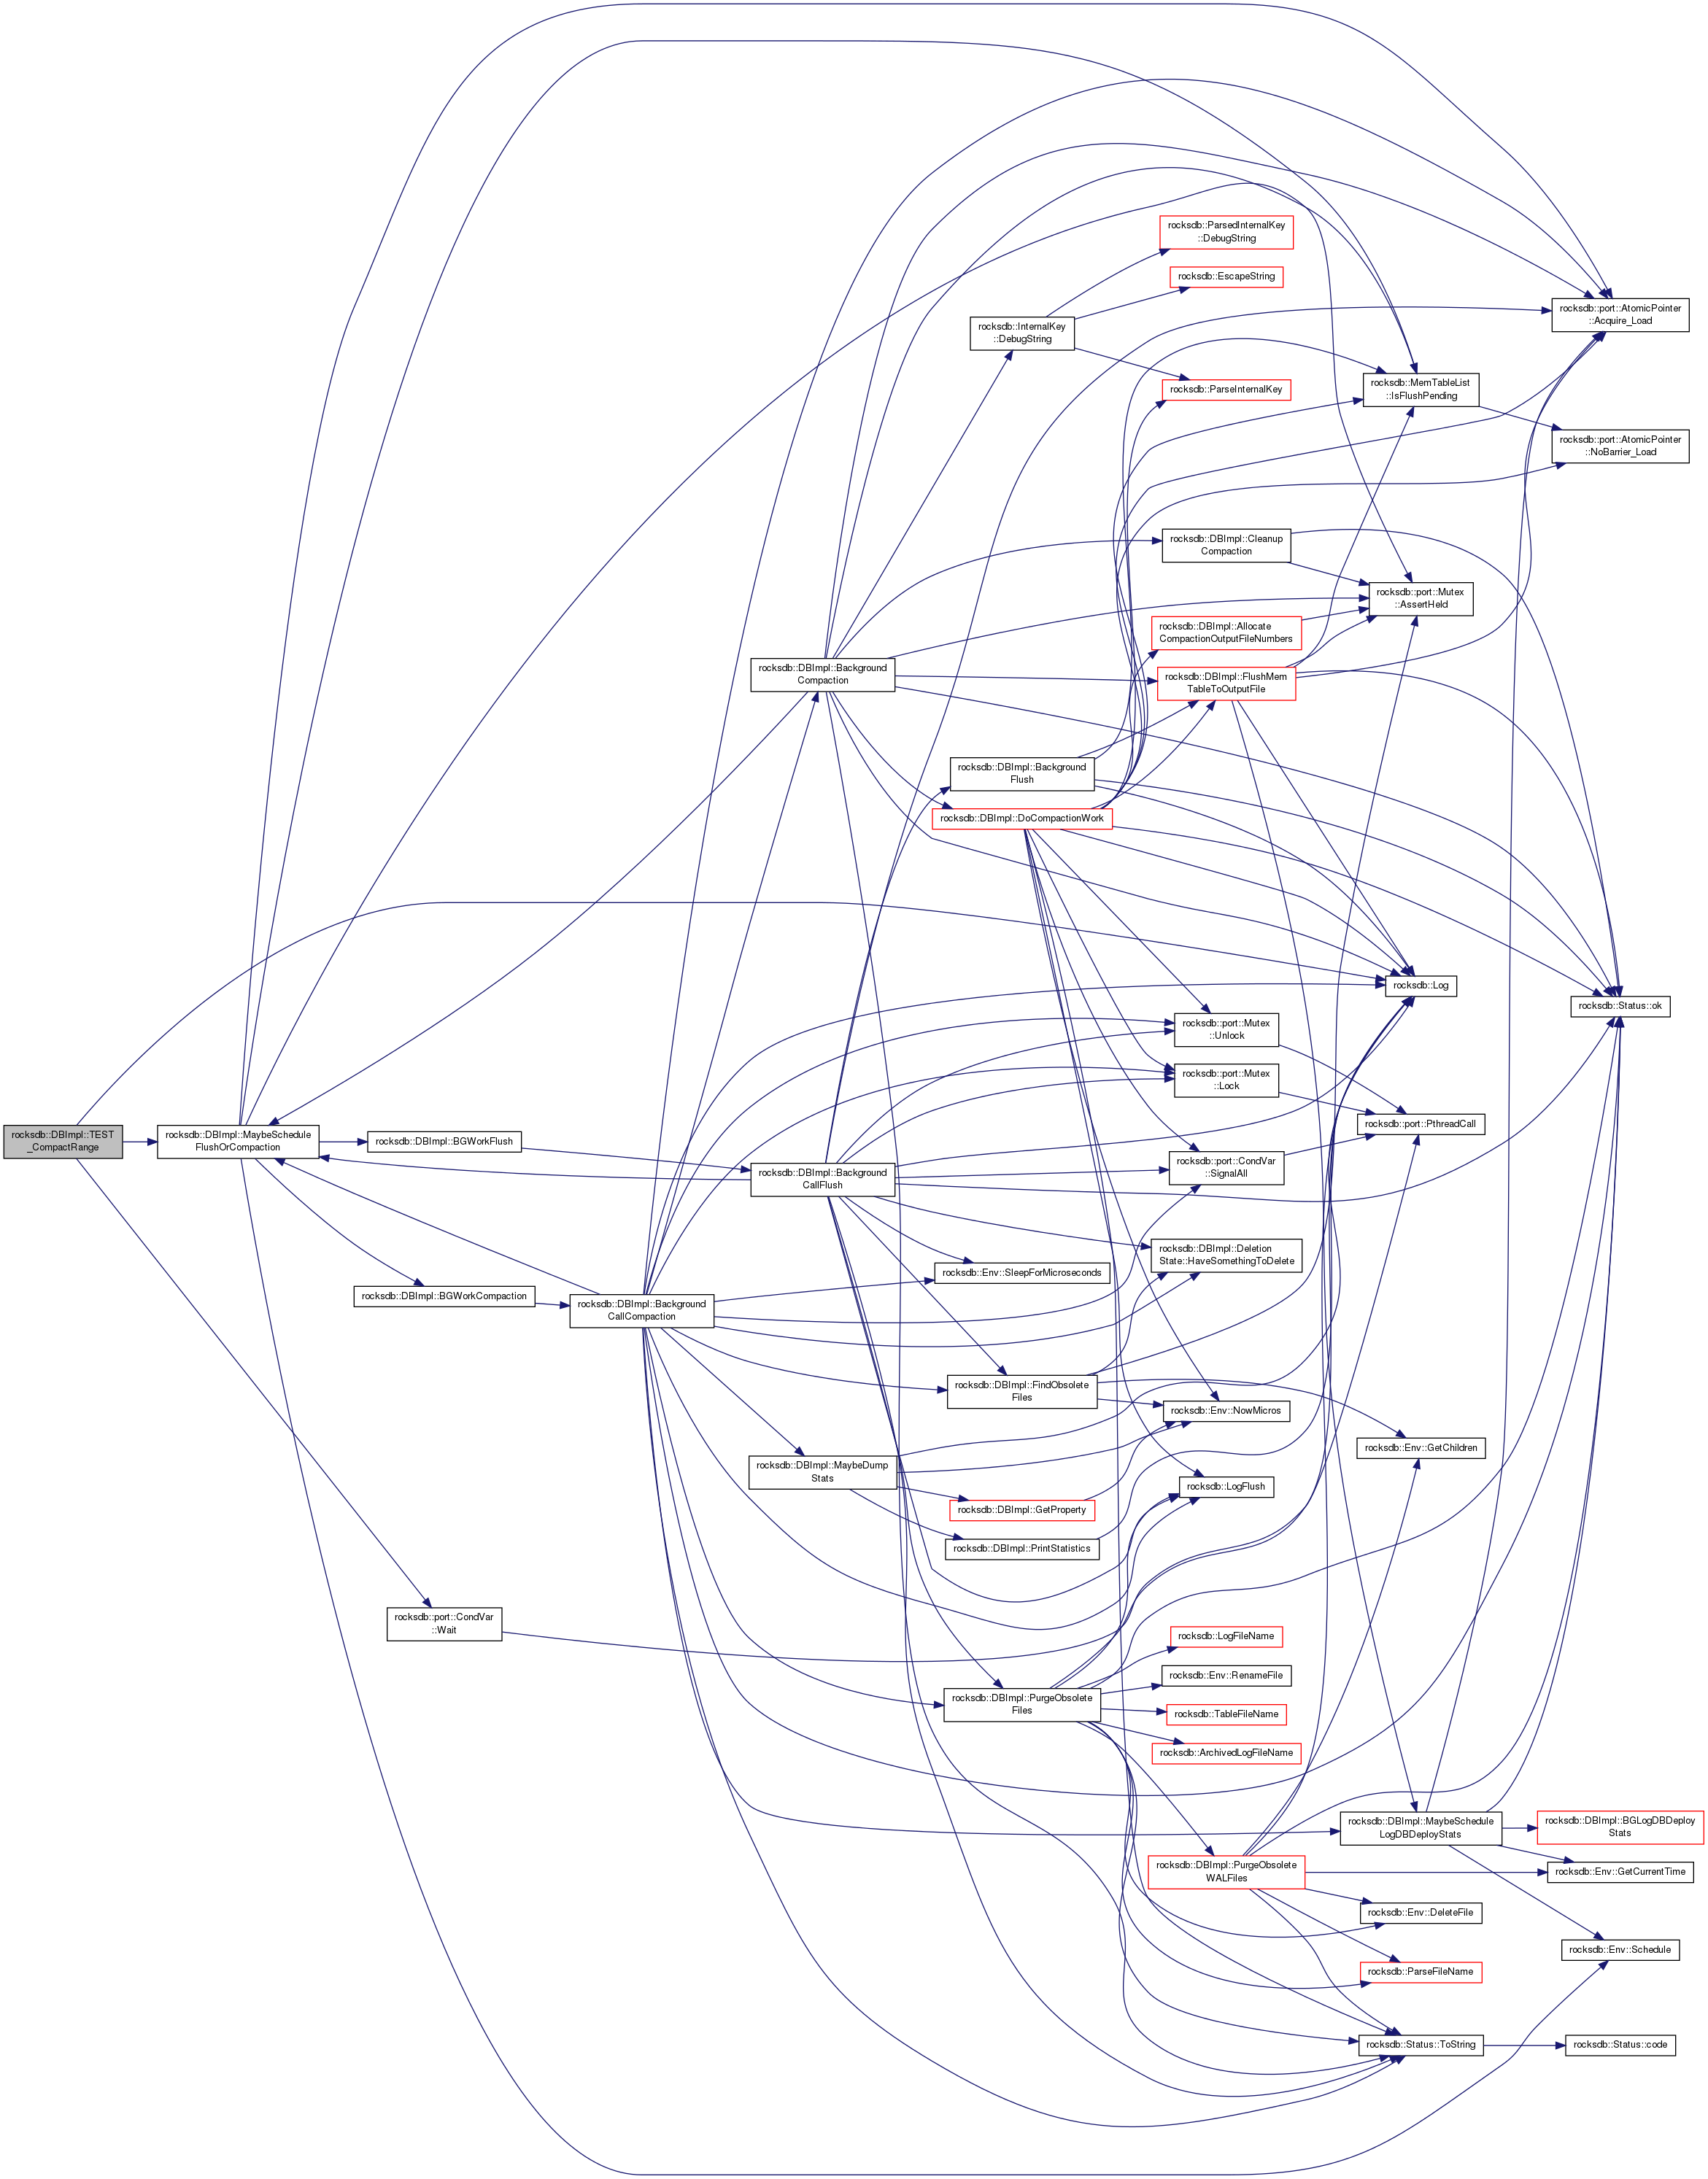 rocksdb::DBImpl::TEST
_CompactRange
rocksdb::DBImpl::MaybeSchedule
FlushOrCompaction
rocksdb::DBImpl::BGWorkFlush
rocksdb::DBImpl::BGWorkCompaction
rocksdb::port::CondVar
::Wait
rocksdb::DBImpl::Background
CallCompaction
rocksdb::DBImpl::Background
Compaction
rocksdb::DBImpl::Background
CallFlush
rocksdb::DBImpl::MaybeDump
Stats
rocksdb::InternalKey
::DebugString
rocksdb::DBImpl::Background
Flush
rocksdb::DBImpl::DoCompactionWork
rocksdb::Env::SleepForMicroseconds
rocksdb::DBImpl::FindObsolete
Files
rocksdb::DBImpl::GetProperty
rocksdb::DBImpl::PrintStatistics
rocksdb::DBImpl::PurgeObsolete
Files
rocksdb::ParsedInternalKey
::DebugString
rocksdb::EscapeString
rocksdb::ParseInternalKey
rocksdb::DBImpl::Cleanup
Compaction
rocksdb::DBImpl::Allocate
CompactionOutputFileNumbers
rocksdb::DBImpl::FlushMem
TableToOutputFile
rocksdb::port::Mutex
::Unlock
rocksdb::port::Mutex
::Lock
rocksdb::port::CondVar
::SignalAll
rocksdb::DBImpl::Deletion
State::HaveSomethingToDelete
rocksdb::Env::NowMicros
rocksdb::LogFlush
rocksdb::LogFileName
rocksdb::Env::RenameFile
rocksdb::TableFileName
rocksdb::ArchivedLogFileName
rocksdb::DBImpl::PurgeObsolete
WALFiles
rocksdb::MemTableList
::IsFlushPending
rocksdb::port::Mutex
::AssertHeld
rocksdb::Log
rocksdb::port::PthreadCall
rocksdb::Env::GetChildren
rocksdb::DBImpl::MaybeSchedule
LogDBDeployStats
rocksdb::Env::DeleteFile
rocksdb::ParseFileName
rocksdb::Status::ToString
rocksdb::port::AtomicPointer
::Acquire_Load
rocksdb::port::AtomicPointer
::NoBarrier_Load
rocksdb::Status::ok
rocksdb::DBImpl::BGLogDBDeploy
Stats
rocksdb::Env::GetCurrentTime
rocksdb::Env::Schedule
rocksdb::Status::code